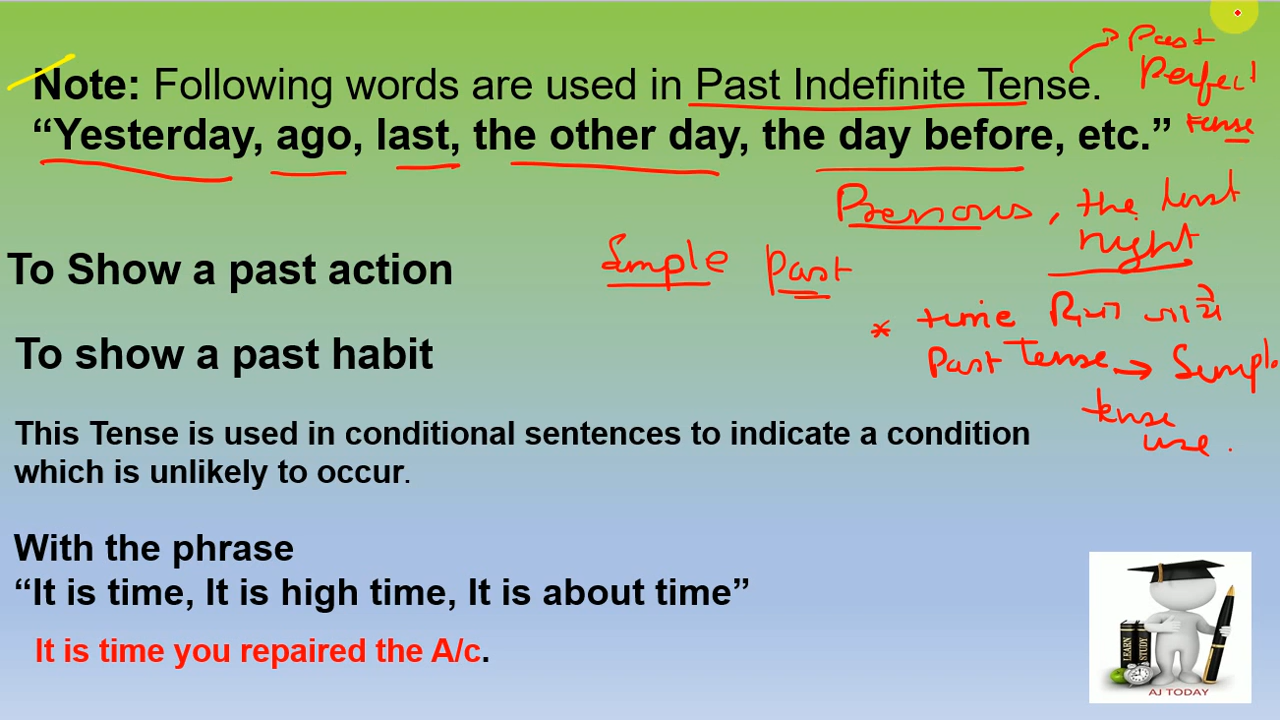 Note: Following words are used in Past Indefinite Tense.
“Yesterday, ago, last, the other day, the day before, etc.”
Past
Perfect
tense
Previous, the last
night
Simple Past
To Show a past action
* time दिया जाये
Past Tense → Simple
tense
use.
To show a past habit
This Tense is used in conditional sentences to indicate a condition
which is unlikely to occur.
With the phrase
“It is time, It is high time, It is about time”
It is time you repaired the A/c.
LEARN
STUDY
AJ TODAY